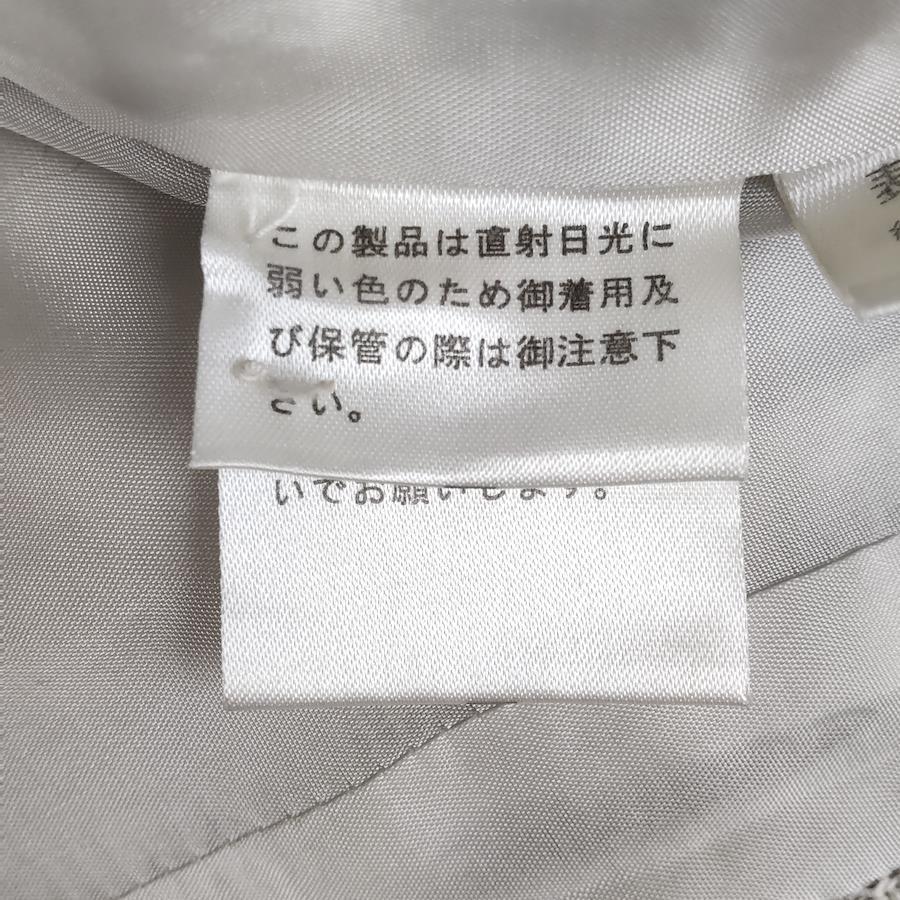 この製品は直射日光に
弱い色のため御着用及
び保管の際は御注意下
さい。
いでお願いします。